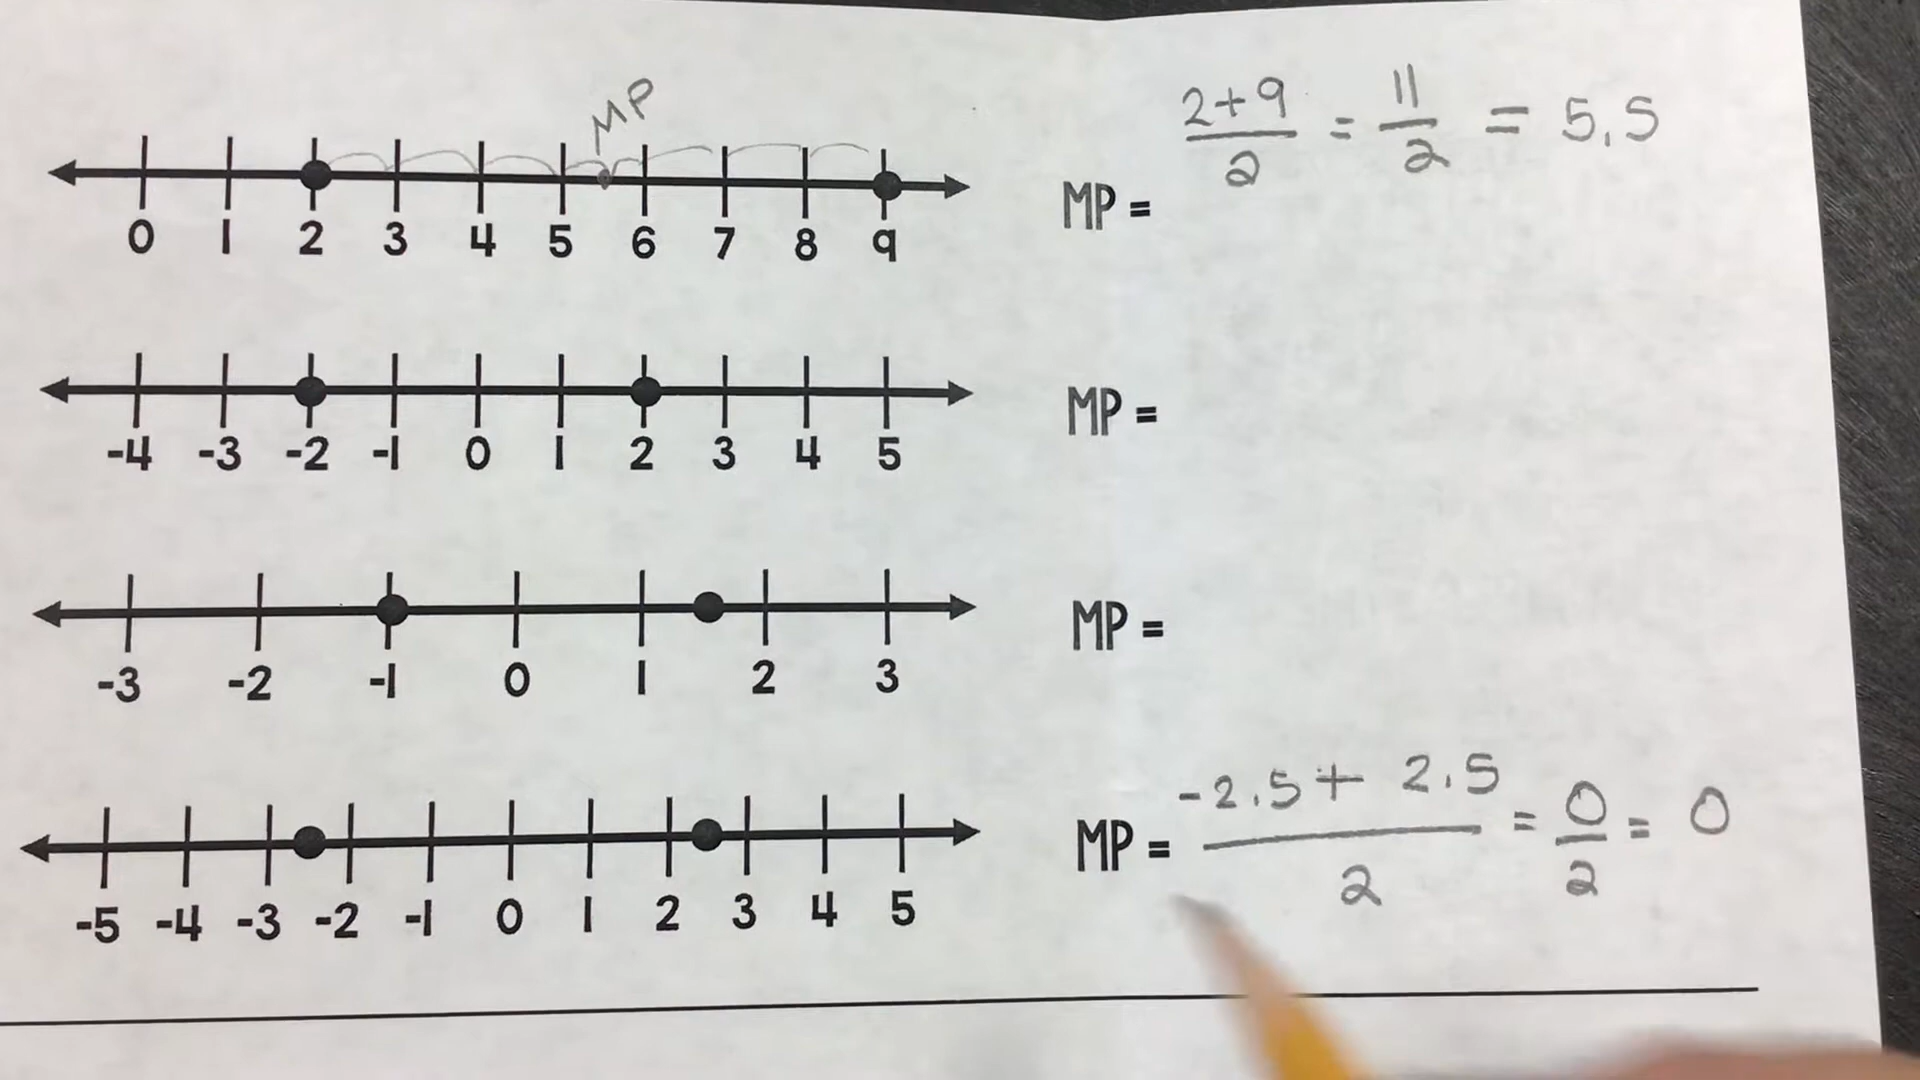 MP
0 1 2 3 4 5 6 7 8 9
MP = 2+9/2 = 11/2 = 5.5
-4 -3 -2 -1 0 1 2 3 4 5
MP =
-3 -2 -1 0 1 2 3
MP =
-5 -4 -3 -2 -1 0 1 2 3 4 5
MP = -2.5 + 2.5/2 = 0/2 = 0